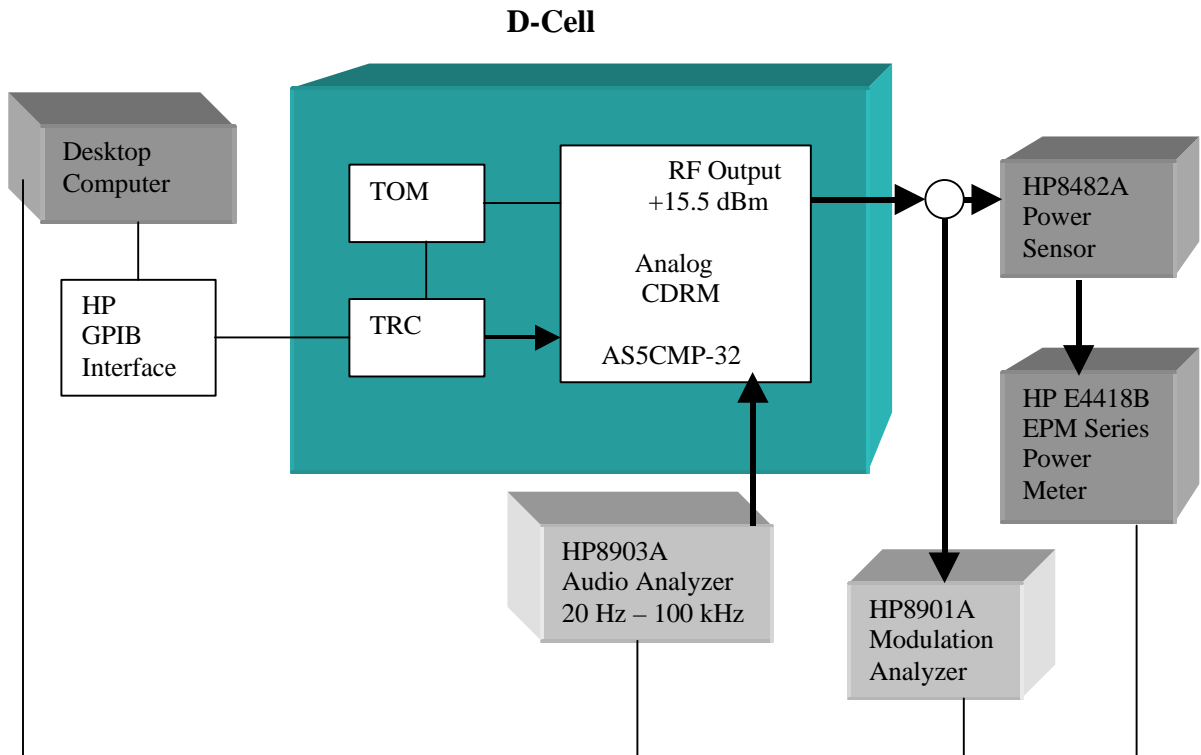 D-Cell
Desktop
Computer
HP
GPIB
Interface
TOM
TRC
RF Output
+15.5 dBm
Analog
CDRM
AS5CMP-32
HP8482A
Power
Sensor
HP E4418B
EPM Series
Power
Meter
HP8903A
Audio Analyzer
20 Hz – 100 kHz
HP8901A
Modulation
Analyzer